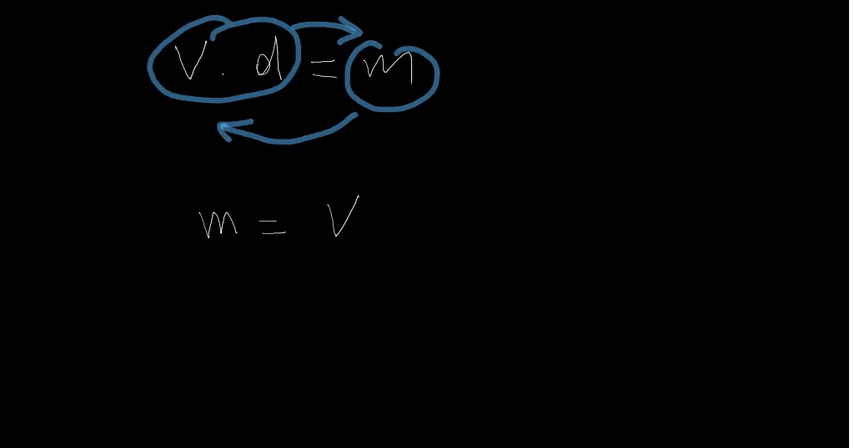 V . d = m
m = V